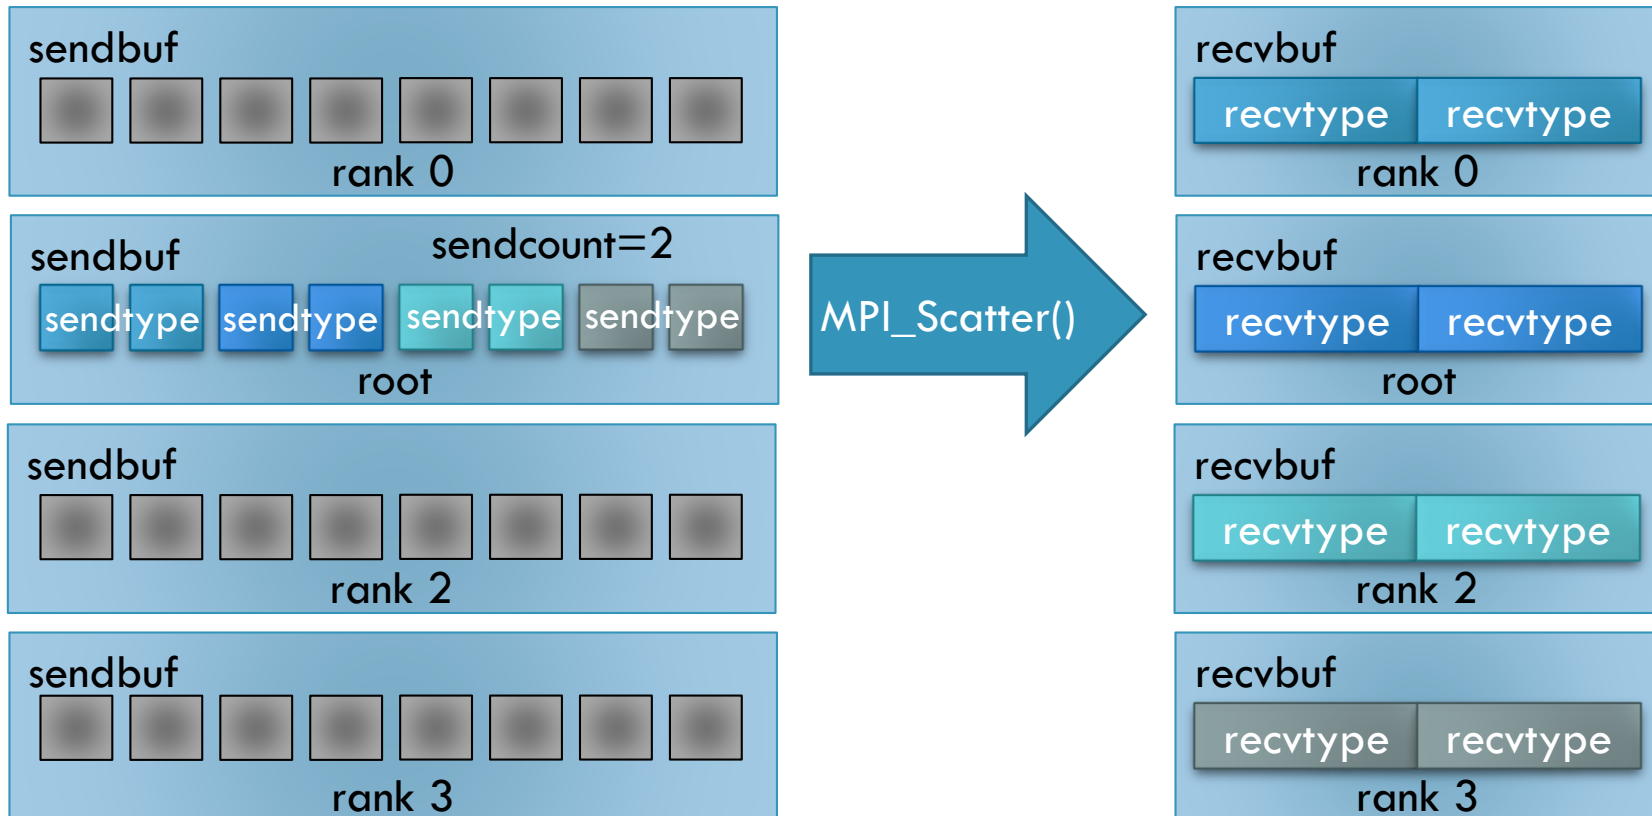 sendbuf
rank 0
sendbuf
sendcount=2
sendtype sendtype sendtype sendtype
root
sendbuf
rank 2
sendbuf
rank 3
MPI_Scatter()
recvbuf
recvtype recvtype
rank 0
recvbuf
recvtype recvtype
root
recvbuf
recvtype recvtype
rank 2
recvbuf
recvtype recvtype
rank 3